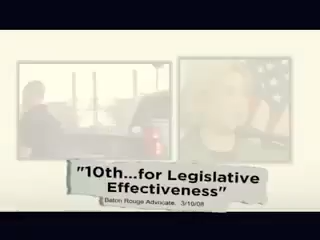 "10th...for Legislative
Effectiveness"
Baton Rouge Advocate, 3/10/08